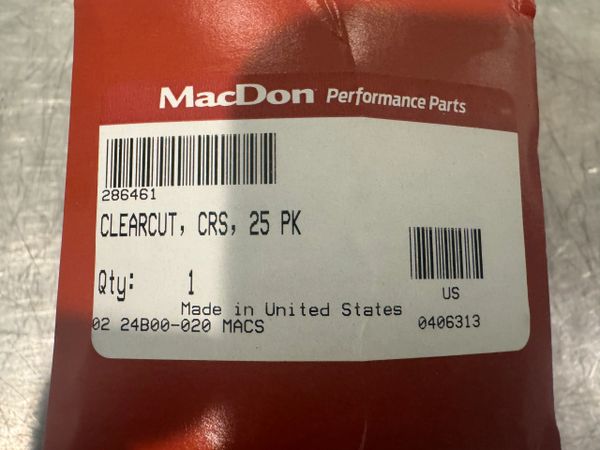 MacDon Performance Parts
286461
CLEARCUT, CRS, 25 PK
Qty: 1
US
Made in United States
02 24B00-020 MACS
0406313